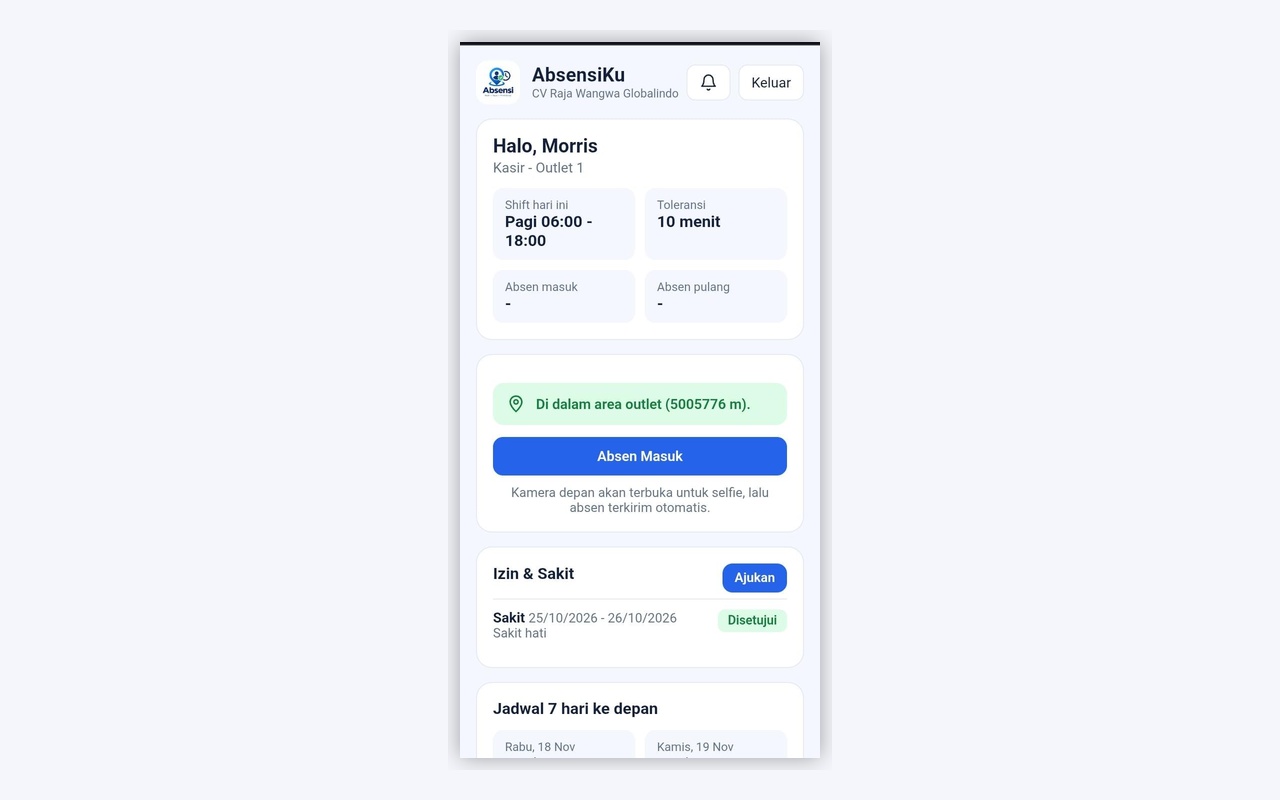 Absensi
AbsensiKu
CV Raja Wangwa Globalindo
Keluar
Halo, Morris
Kasir - Outlet 1
Shift hari ini
Pagi 06:00 -
18:00
Toleransi
10 menit
Absen masuk
-
Absen pulang
-
Di dalam area outlet (5005776 m).
Absen Masuk
Kamera depan akan terbuka untuk selfie, lalu
absen terkirim otomatis.
Izin & Sakit
Ajukan
Sakit 25/10/2026 - 26/10/2026
Disetujui
Sakit hati
Jadwal 7 hari ke depan
Rabu, 18 Nov
Kamis, 19 Nov